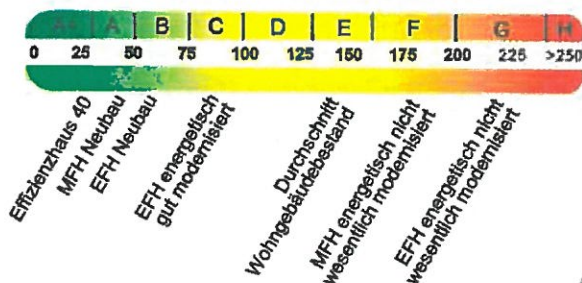 A+ A B C D E F G H
0 25 50 75 100 125 150 175 200 225 >250
Effizienzhaus 40
MFH Neubau
EFH Neubau
EFH energetisch
gut modernisiert
Durchschnitt
Wohngebäudebestand
MFH energetisch nicht
wesentlich modernisiert
EFH energetisch nicht
wesentlich modernisiert